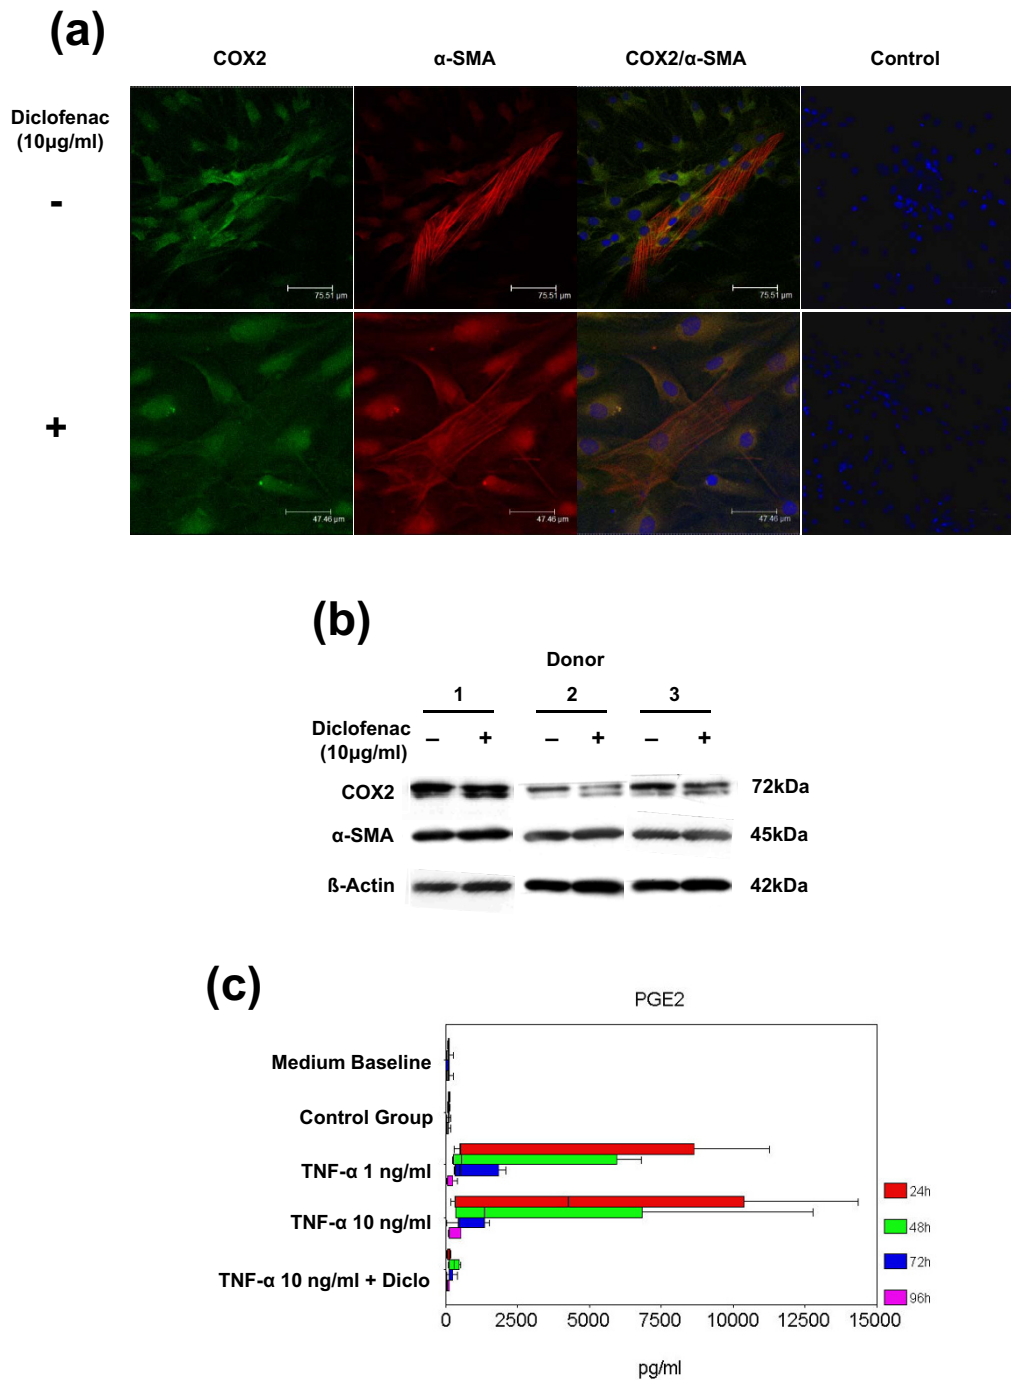 (a)
COX2 α-SMA COX2/α-SMA Control
Diclofenac
(10µg/ml)
-
75.51 µm 75.51 µm 75.51 µm
+
47.46 µm 47.46 µm 47.46 µm
(b)
Donor
1 2 3
Diclofenac
(10µg/ml)
– + – + – +
COX2 72kDa
α-SMA 45kDa
ß-Actin 42kDa
(c)
PGE2
Medium Baseline
Control Group
TNF-α 1 ng/ml
TNF-α 10 ng/ml
TNF-α 10 ng/ml + Diclo
24h
48h
72h
96h
0 2500 5000 7500 10000 12500 15000
pg/ml